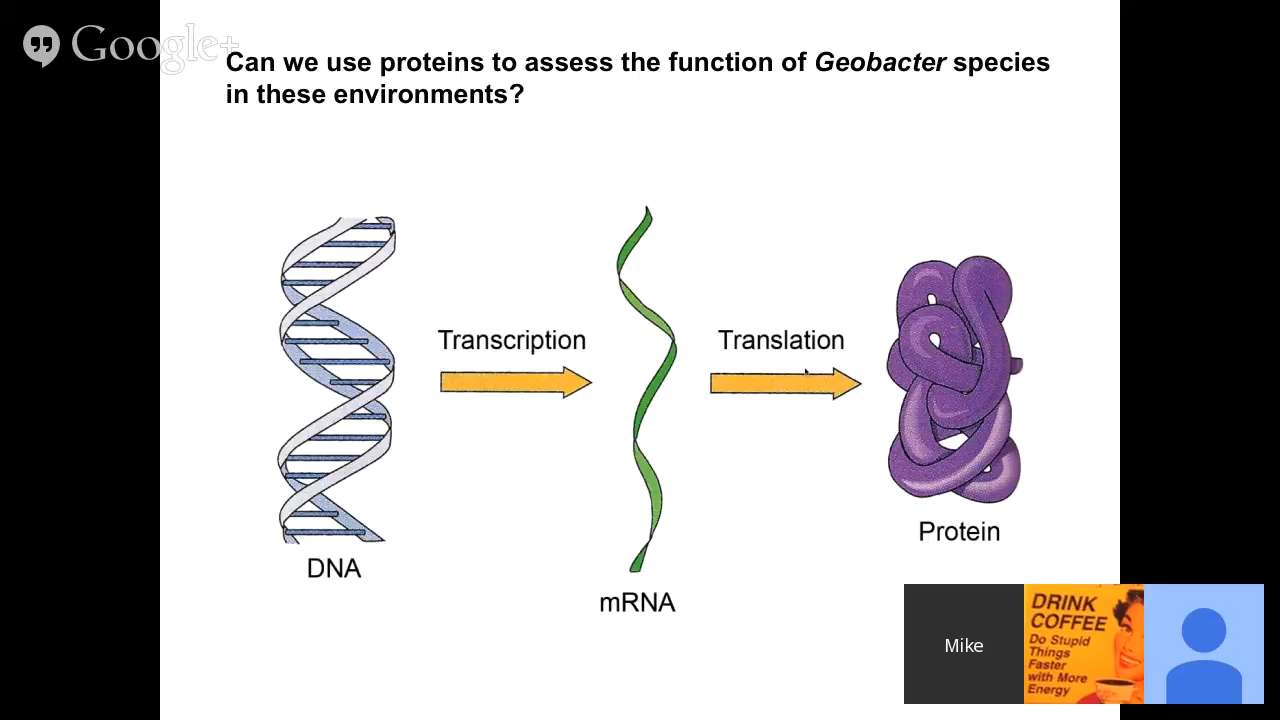 Google+
Can we use proteins to assess the function of Geobacter species
in these environments?
Transcription
Translation
DNA
mRNA
Protein
Mike
DRINK
COFFEE
Do Stupid
Things
Faster
with More
Energy